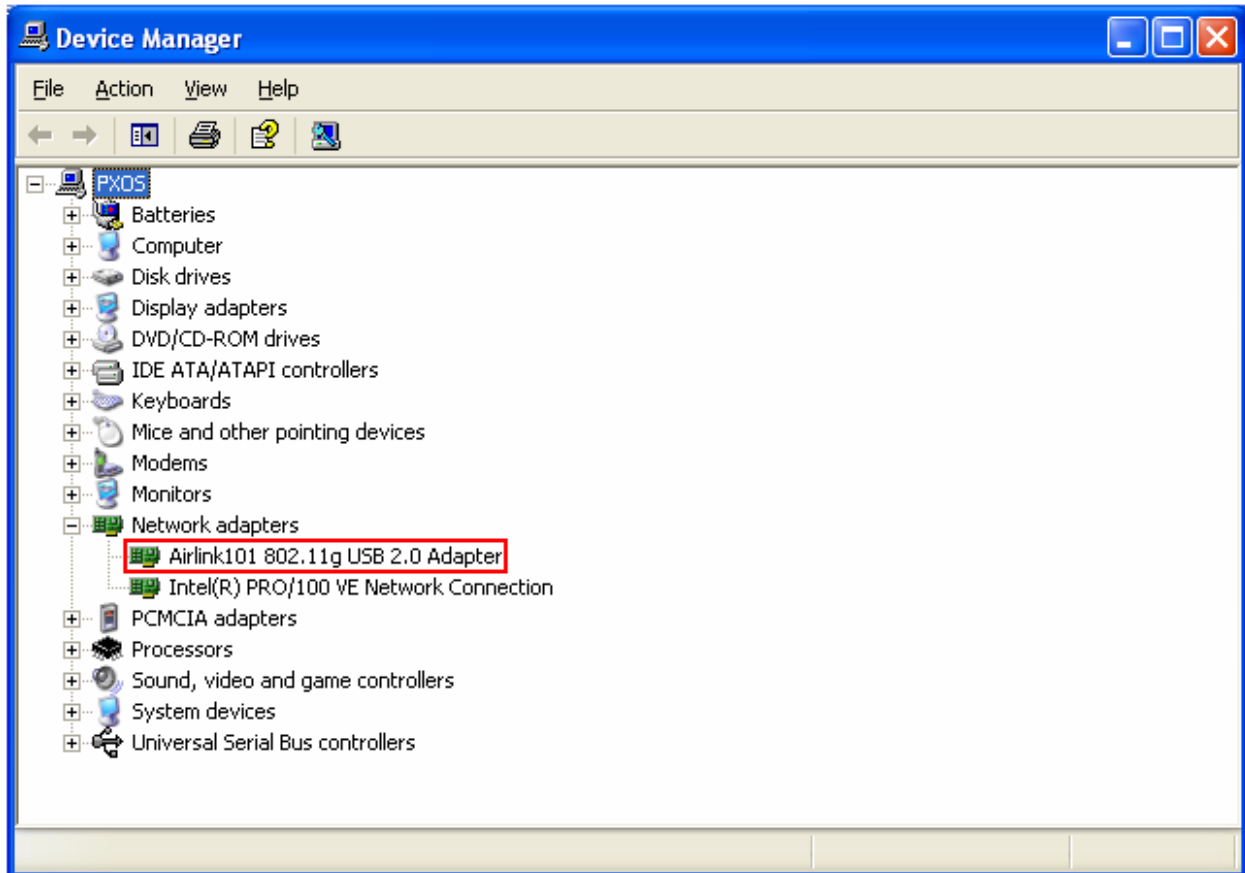 Device Manager
File Action View Help
PXOS
Batteries
Computer
Disk drives
Display adapters
DVD/CD-ROM drives
IDE ATA/ATAPI controllers
Keyboards
Mice and other pointing devices
Modems
Monitors
Network adapters
Airlink101 802.11g USB 2.0 Adapter
Intel(R) PRO/100 VE Network Connection
PCMCIA adapters
Processors
Sound, video and game controllers
System devices
Universal Serial Bus controllers